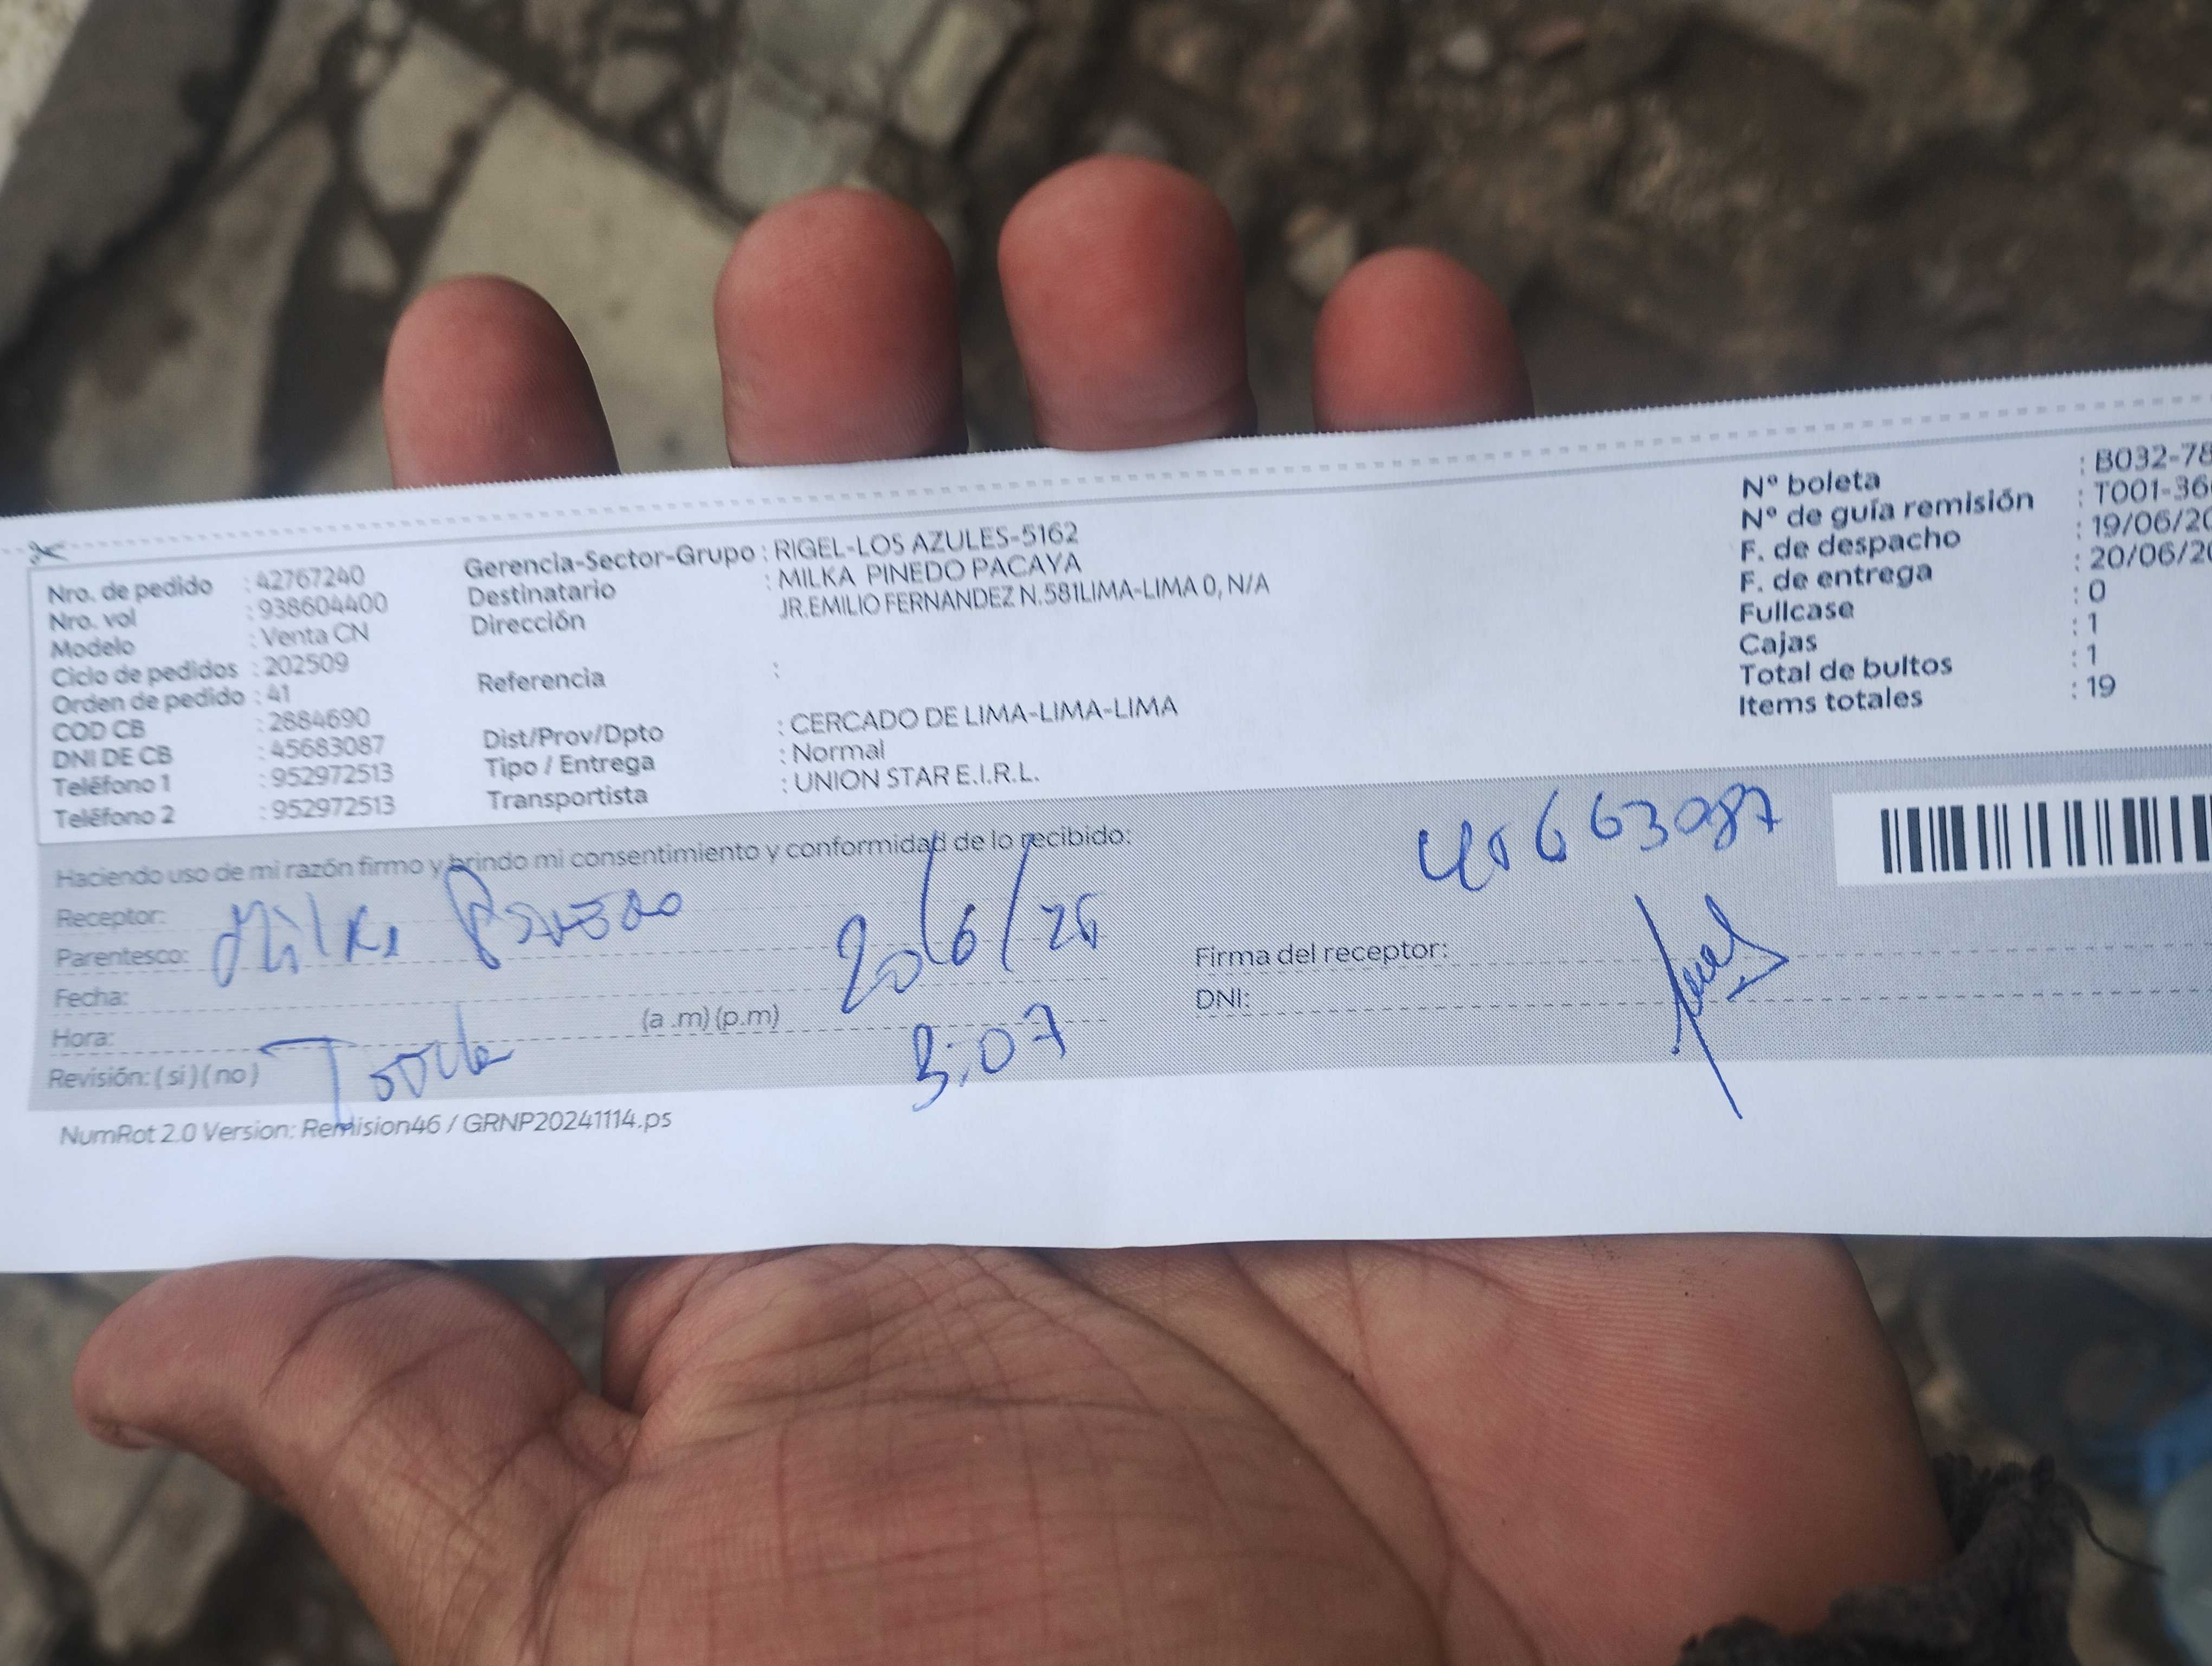 Nro. de pedido : 42767240
Nro. vol : 938604400
Modelo : Venta CN
Ciclo de pedidos : 202509
Orden de pedido : 41
COD CB : 2884690
DNI DE CB : 45683087
Teléfono 1 : 952972513
Teléfono 2 : 952972513
Gerencia-Sector-Grupo : RIGEL-LOS AZULES-5162
Destinatario : MILKA PINEDO PACAYA
Dirección JR.EMILIO FERNANDEZ N.581LIMA-LIMA 0, N/A
Referencia :
Dist/Prov/Dpto : CERCADO DE LIMA-LIMA-LIMA
Tipo / Entrega : Normal
Transportista : UNION STAR E.I.R.L.
Nº boleta : B032-78
Nº de guía remisión : T001-36
F. de despacho : 19/06/20
F. de entrega : 20/06/20
Fullcase : 0
Cajas : 1
Total de bultos : 1
Items totales : 19
Haciendo uso de mi razón firmo y brindo mi consentimiento y conformidad de lo recibido:
Receptor:
Parentesco: Milka
Fecha: 20/6/
Hora: (a .m) (p.m) 3:07
Revisión: ( si ) ( no )
Firma del receptor:
DNI:
NumRot 2.0 Version: Remision46 / GRNP20241114.ps